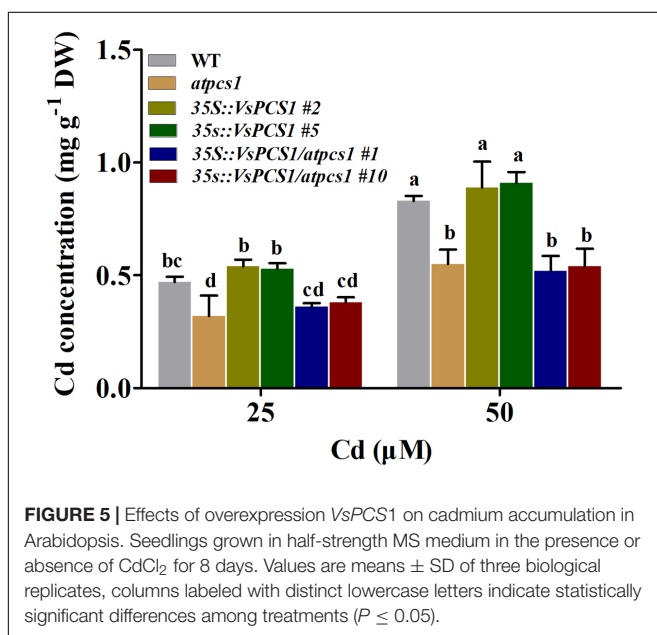 1.5
WT
atpcs1
35S::VsPCS1 #2
35s::VsPCS1 #5
35S::VsPCS1/atpcs1 #1
35s::VsPCS1/atpcs1 #10
Cd concentration (mg g⁻¹ DW)
1.0
0.5
0.0
bc
d
b
b
cd
cd
a
b
a
a
b
b
25
50
Cd (µM)
FIGURE 5 | Effects of overexpression VsPCS1 on cadmium accumulation in
Arabidopsis. Seedlings grown in half-strength MS medium in the presence or
absence of CdCl₂ for 8 days. Values are means ± SD of three biological
replicates, columns labeled with distinct lowercase letters indicate statistically
significant differences among treatments (P ≤ 0.05).